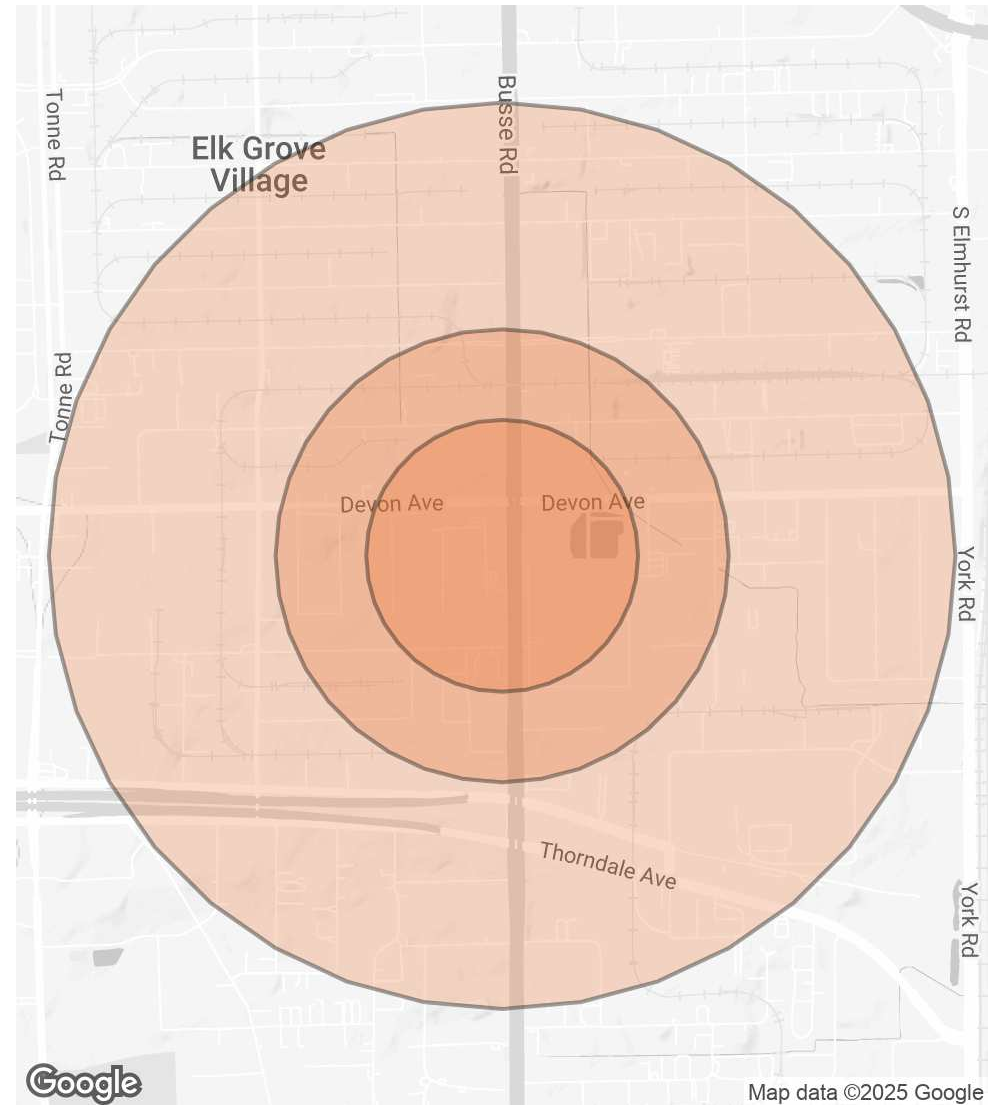 Tonne Rd
Busse Rd
Elk Grove
Village
S Elmhurst Rd
Tonne Rd
Devon Ave
Devon Ave
York Rd
Thorndale Ave
York Rd
Google
Map data ©2025 Google